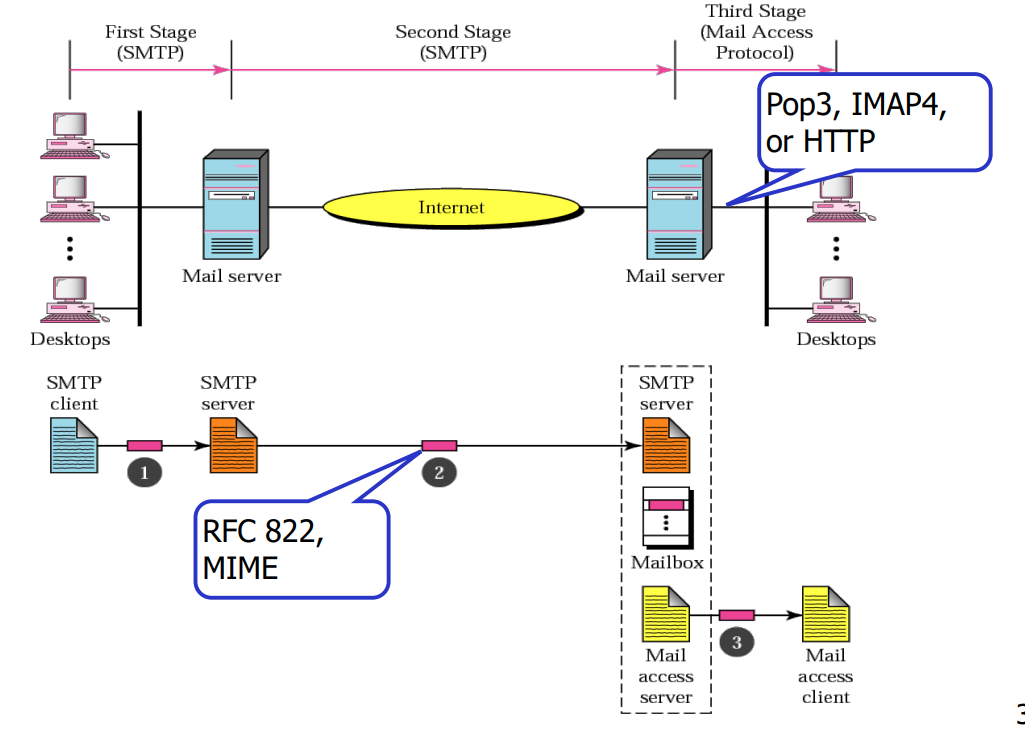 First Stage
(SMTP)
Second Stage
(SMTP)
Third Stage
(Mail Access
Protocol)
Pop3, IMAP4,
or HTTP
Internet
Mail server
Mail server
Desktops
Desktops
SMTP
client
SMTP
server
SMTP
server
1
2
RFC 822,
MIME
Mailbox
3
Mail
access
server
Mail
access
client
3